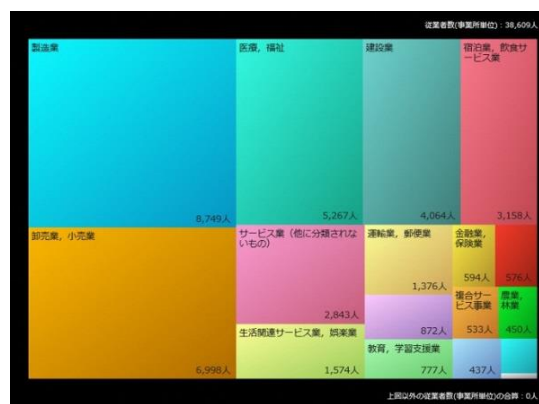 従業者数(事業所単位)：38,609人
製造業
8,749人
医療，福祉
5,267人
建設業
4,064人
宿泊業，飲食サ
ービス業
3,158人
卸売業，小売業
6,998人
サービス業（他に分類されな
いもの）
2,843人
生活関連サービス業，娯楽業
1,574人
運輸業，郵便業
1,376人
872人
教育，学習支援業
777人
金融業，
保険業
594人
576人
複合サー
ビス事業
533人
農業，
林業
450人
437人
上図以外の従業者数(事業所単位)の合算：0人